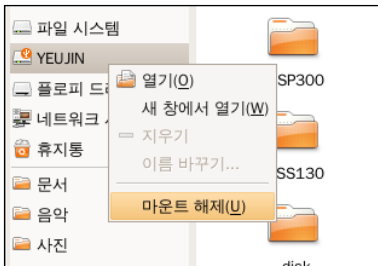 파일 시스템
YEUJIN
플로피 드
네트워크
휴지통
문서
음악
사진
열기(O)
새 창에서 열기(W)
지우기
이름 바꾸기...
마운트 해제(U)
SP300
SS130
disk